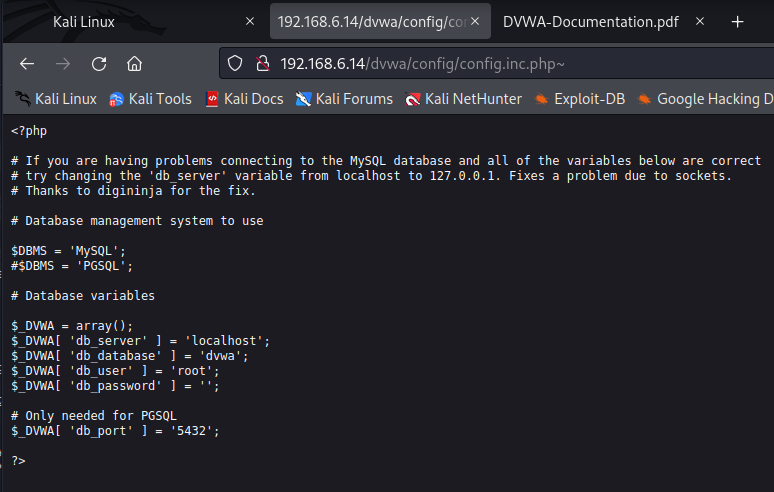 Kali Linux
192.168.6.14/dvwa/config/co
DVWA-Documentation.pdf
192.168.6.14/dvwa/config/config.inc.php~
Kali Linux
Kali Tools
Kali Docs
Kali Forums
Kali NetHunter
Exploit-DB
Google Hacking D
<?php
# If you are having problems connecting to the MySQL database and all of the variables below are correct
# try changing the 'db_server' variable from localhost to 127.0.0.1. Fixes a problem due to sockets.
# Thanks to digininja for the fix.
# Database management system to use
$DBMS = 'MySQL';
#$DBMS = 'PGSQL';
# Database variables
$_DVWA = array();
$_DVWA[ 'db_server' ] = 'localhost';
$_DVWA[ 'db_database' ] = 'dvwa';
$_DVWA[ 'db_user' ] = 'root';
$_DVWA[ 'db_password' ] = '';
# Only needed for PGSQL
$_DVWA[ 'db_port' ] = '5432';
?>